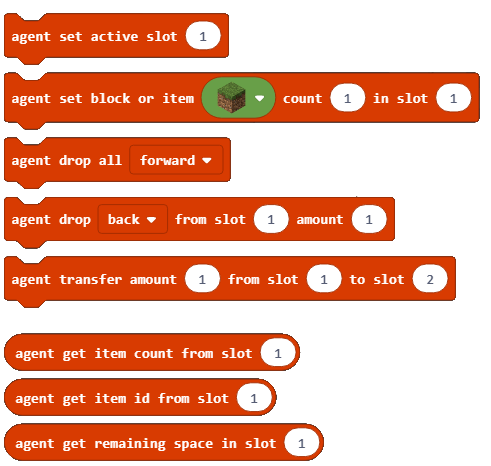 agent set active slot 1
agent set block or item count 1 in slot 1
agent drop all forward
agent drop back from slot 1 amount 1
agent transfer amount 1 from slot 1 to slot 2
agent get item count from slot 1
agent get item id from slot 1
agent get remaining space in slot 1